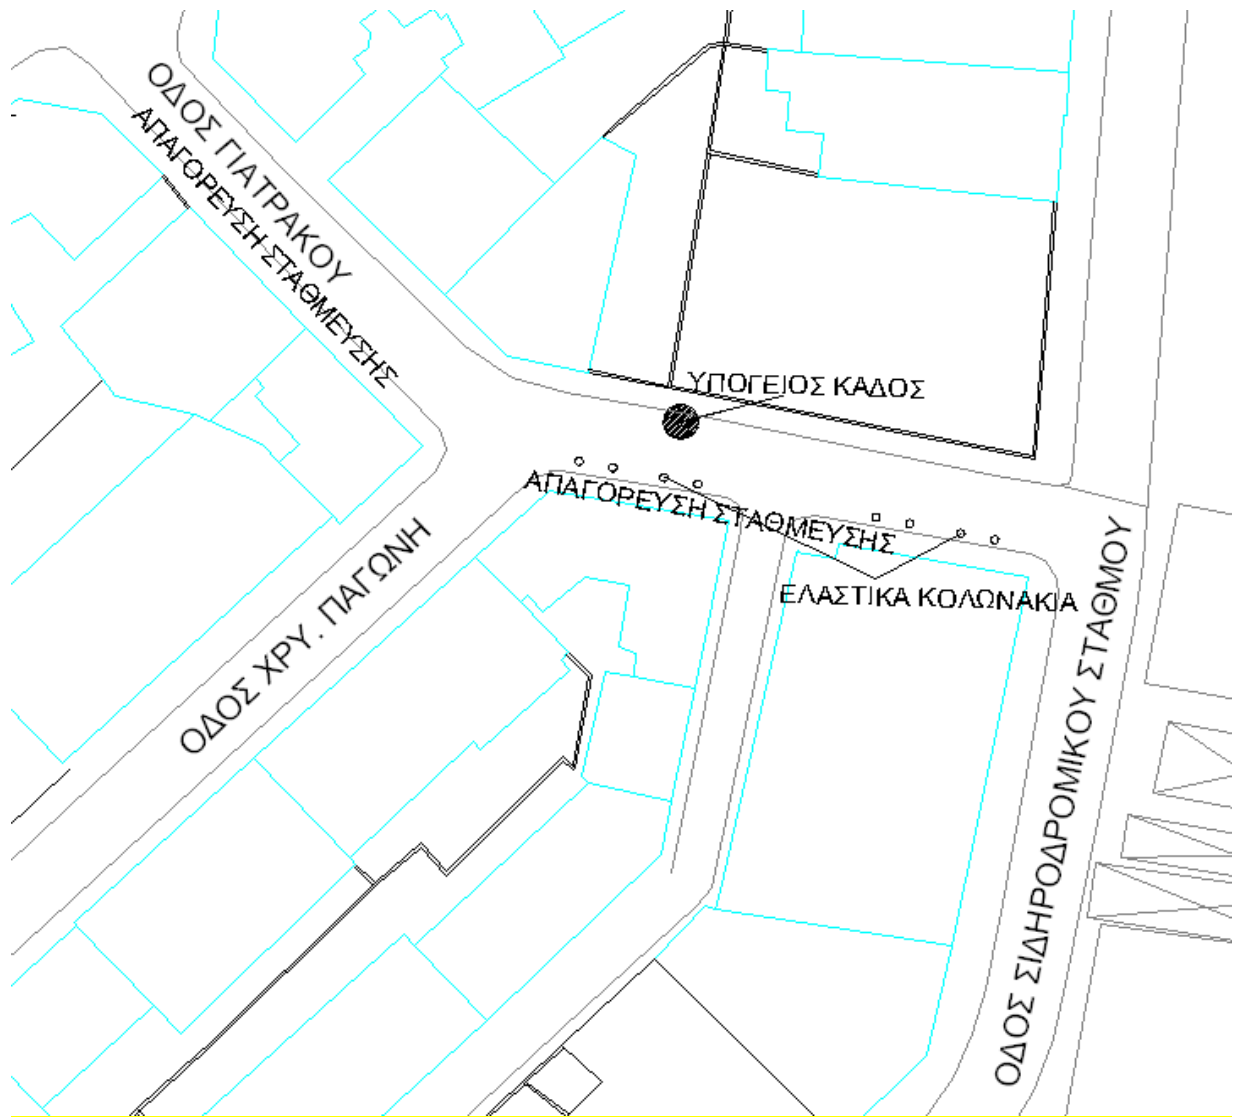 ΟΔΟΣ ΓΙΑΤΡΑΚΟΥ
ΑΠΑΓΟΡΕΥΣΗ ΣΤΑΘΜΕΥΣΗΣ
ΥΠΟΓΕΙΟΣ ΚΑΔΟΣ
ΑΠΑΓΟΡΕΥΣΗ ΣΤΑΘΜΕΥΣΗΣ
ΕΛΑΣΤΙΚΑ ΚΟΛΩΝΑΚΙΑ
ΟΔΟΣ ΧΡΥ. ΠΑΓΩΝΗ
ΟΔΟΣ ΣΙΔΗΡΟΔΡΟΜΙΚΟΥ ΣΤΑΘΜΟΥ